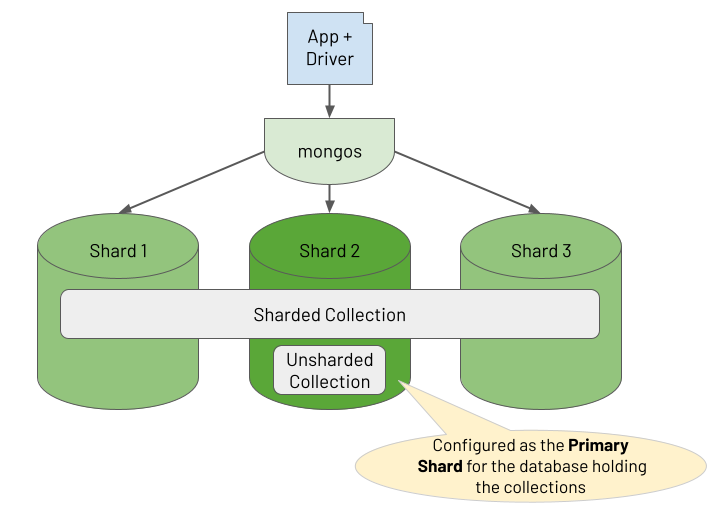 App +
Driver
mongos
Shard 1
Shard 2
Shard 3
Sharded Collection
Unsharded
Collection
Configured as the Primary
Shard for the database holding
the collections